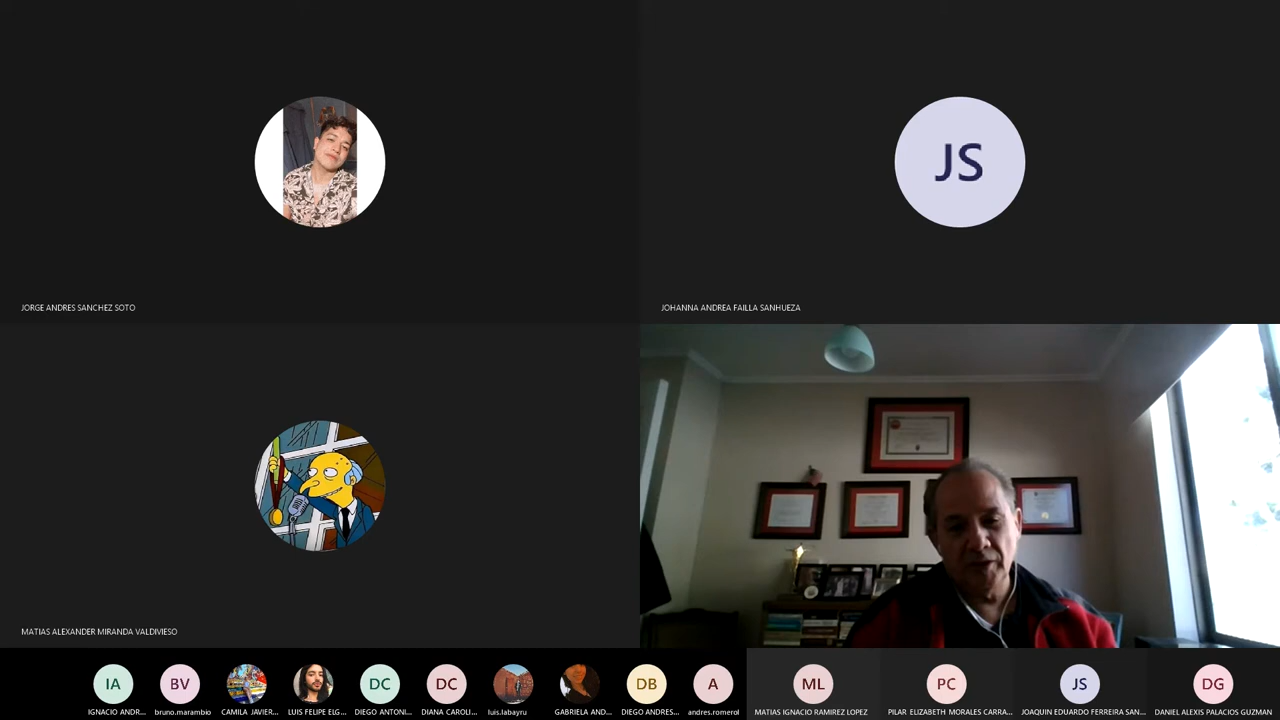 JS
JORGE ANDRES SANCHEZ SOTO
JOHANNA ANDREA FAILLA SANHUEZA
MATIAS ALEXANDER MIRANDA VALDIVIESO
IA
BV
DC
DC
DB
A
ML
PC
JS
DG
IGNACIO ANDR...
bruno.marambio
CAMILA JAVIER...
LUIS FELIPE ELG...
DIEGO ANTONI...
DIANA CAROLI...
luis.labayru
GABRIELA AND...
DIEGO ANDRES...
andres.romerol
MATIAS IGNACIO RAMIREZ LOPEZ
PILAR ELIZABETH MORALES CARRA...
JOAQUIN EDUARDO FERREIRA SAN...
DANIEL ALEXIS PALACIOS GUZMAN